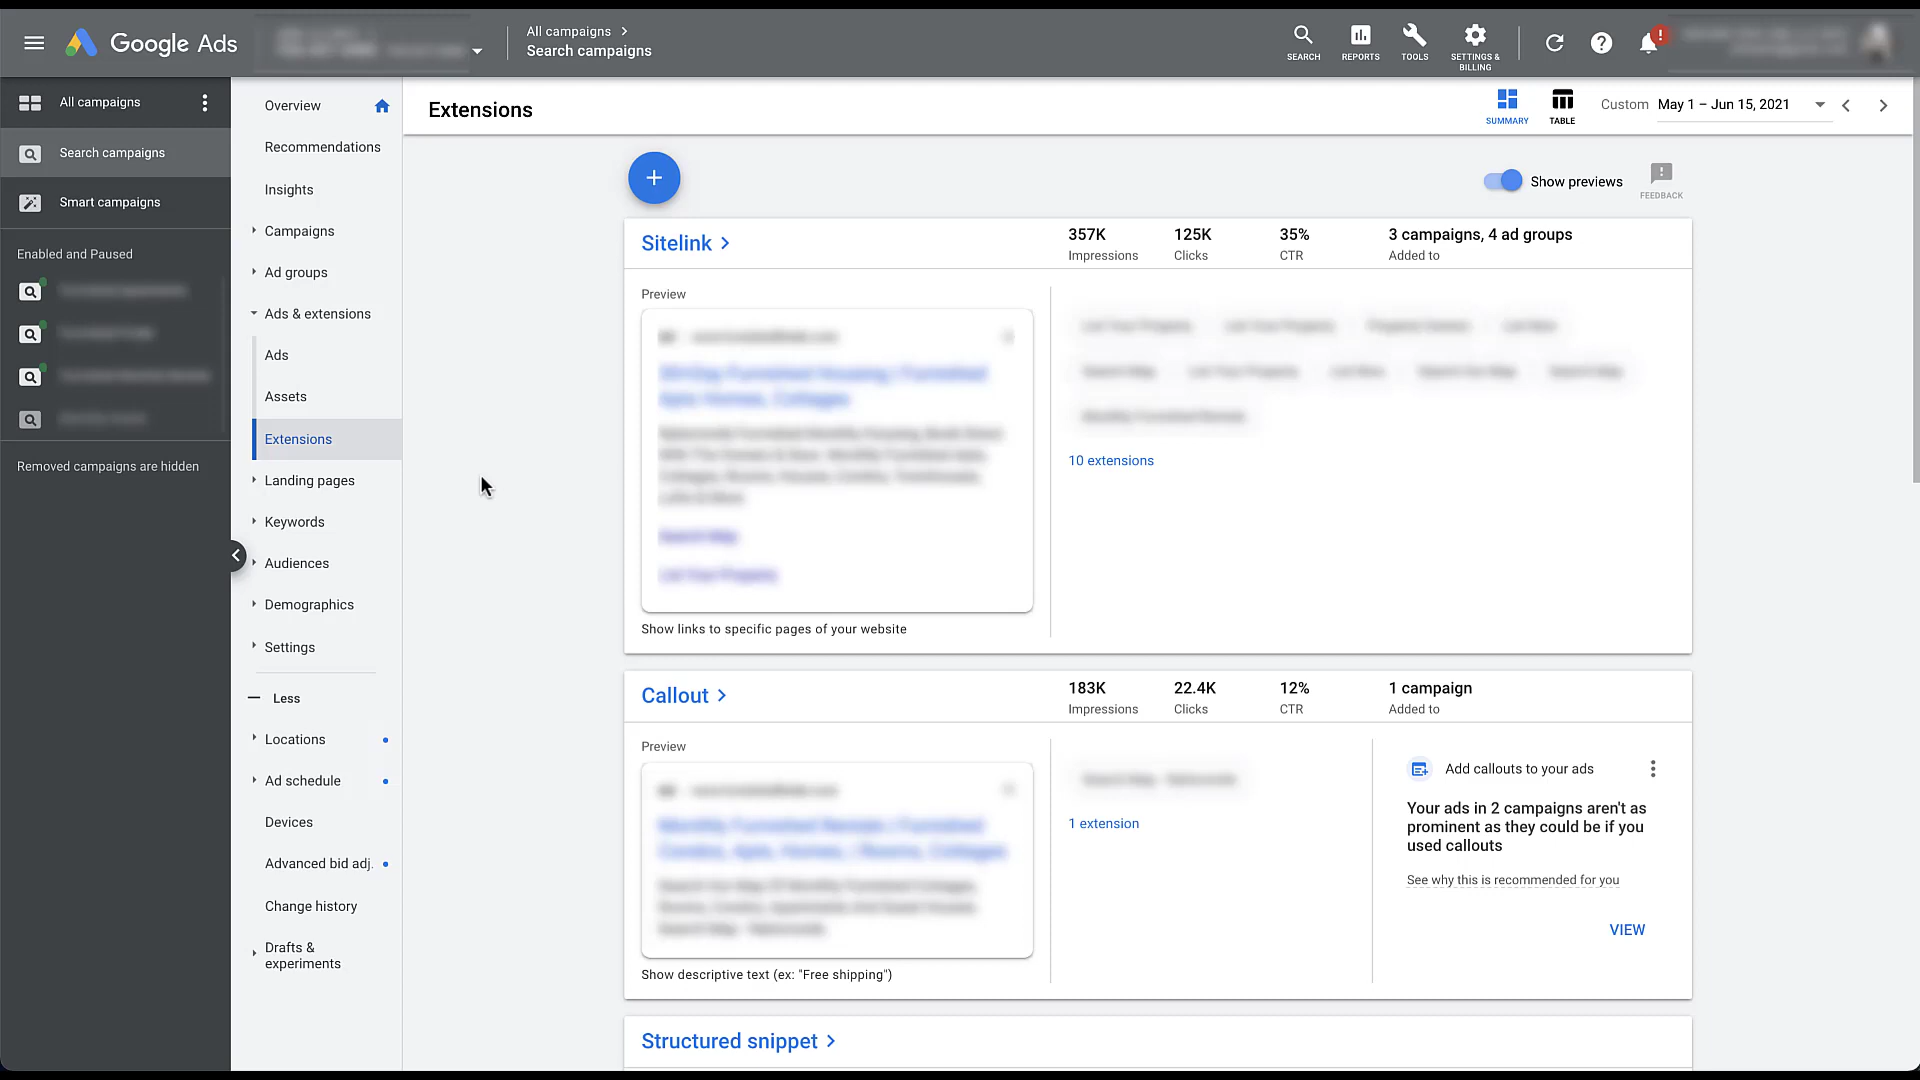 Google Ads
All campaigns
Search campaigns
SEARCH
REPORTS
TOOLS
SETTINGS &
BILLING
!
All campaigns
Search campaigns
Smart campaigns
Enabled and Paused
Removed campaigns are hidden
Overview
Recommendations
Insights
Campaigns
Ad groups
Ads & extensions
Ads
Assets
Extensions
Landing pages
Keywords
Audiences
Demographics
Settings
Less
Locations
Ad schedule
Devices
Advanced bid adj.
Change history
Drafts &
experiments
Extensions
SUMMARY
TABLE
Custom May 1 – Jun 15, 2021
Show previews
FEEDBACK
Sitelink
357K
Impressions
125K
Clicks
35%
CTR
3 campaigns, 4 ad groups
Added to
Preview
10 extensions
Show links to specific pages of your website
Callout
183K
Impressions
22.4K
Clicks
12%
CTR
1 campaign
Added to
Preview
1 extension
Show descriptive text (ex: "Free shipping")
Add callouts to your ads
Your ads in 2 campaigns aren't as
prominent as they could be if you
used callouts
See why this is recommended for you
VIEW
Structured snippet